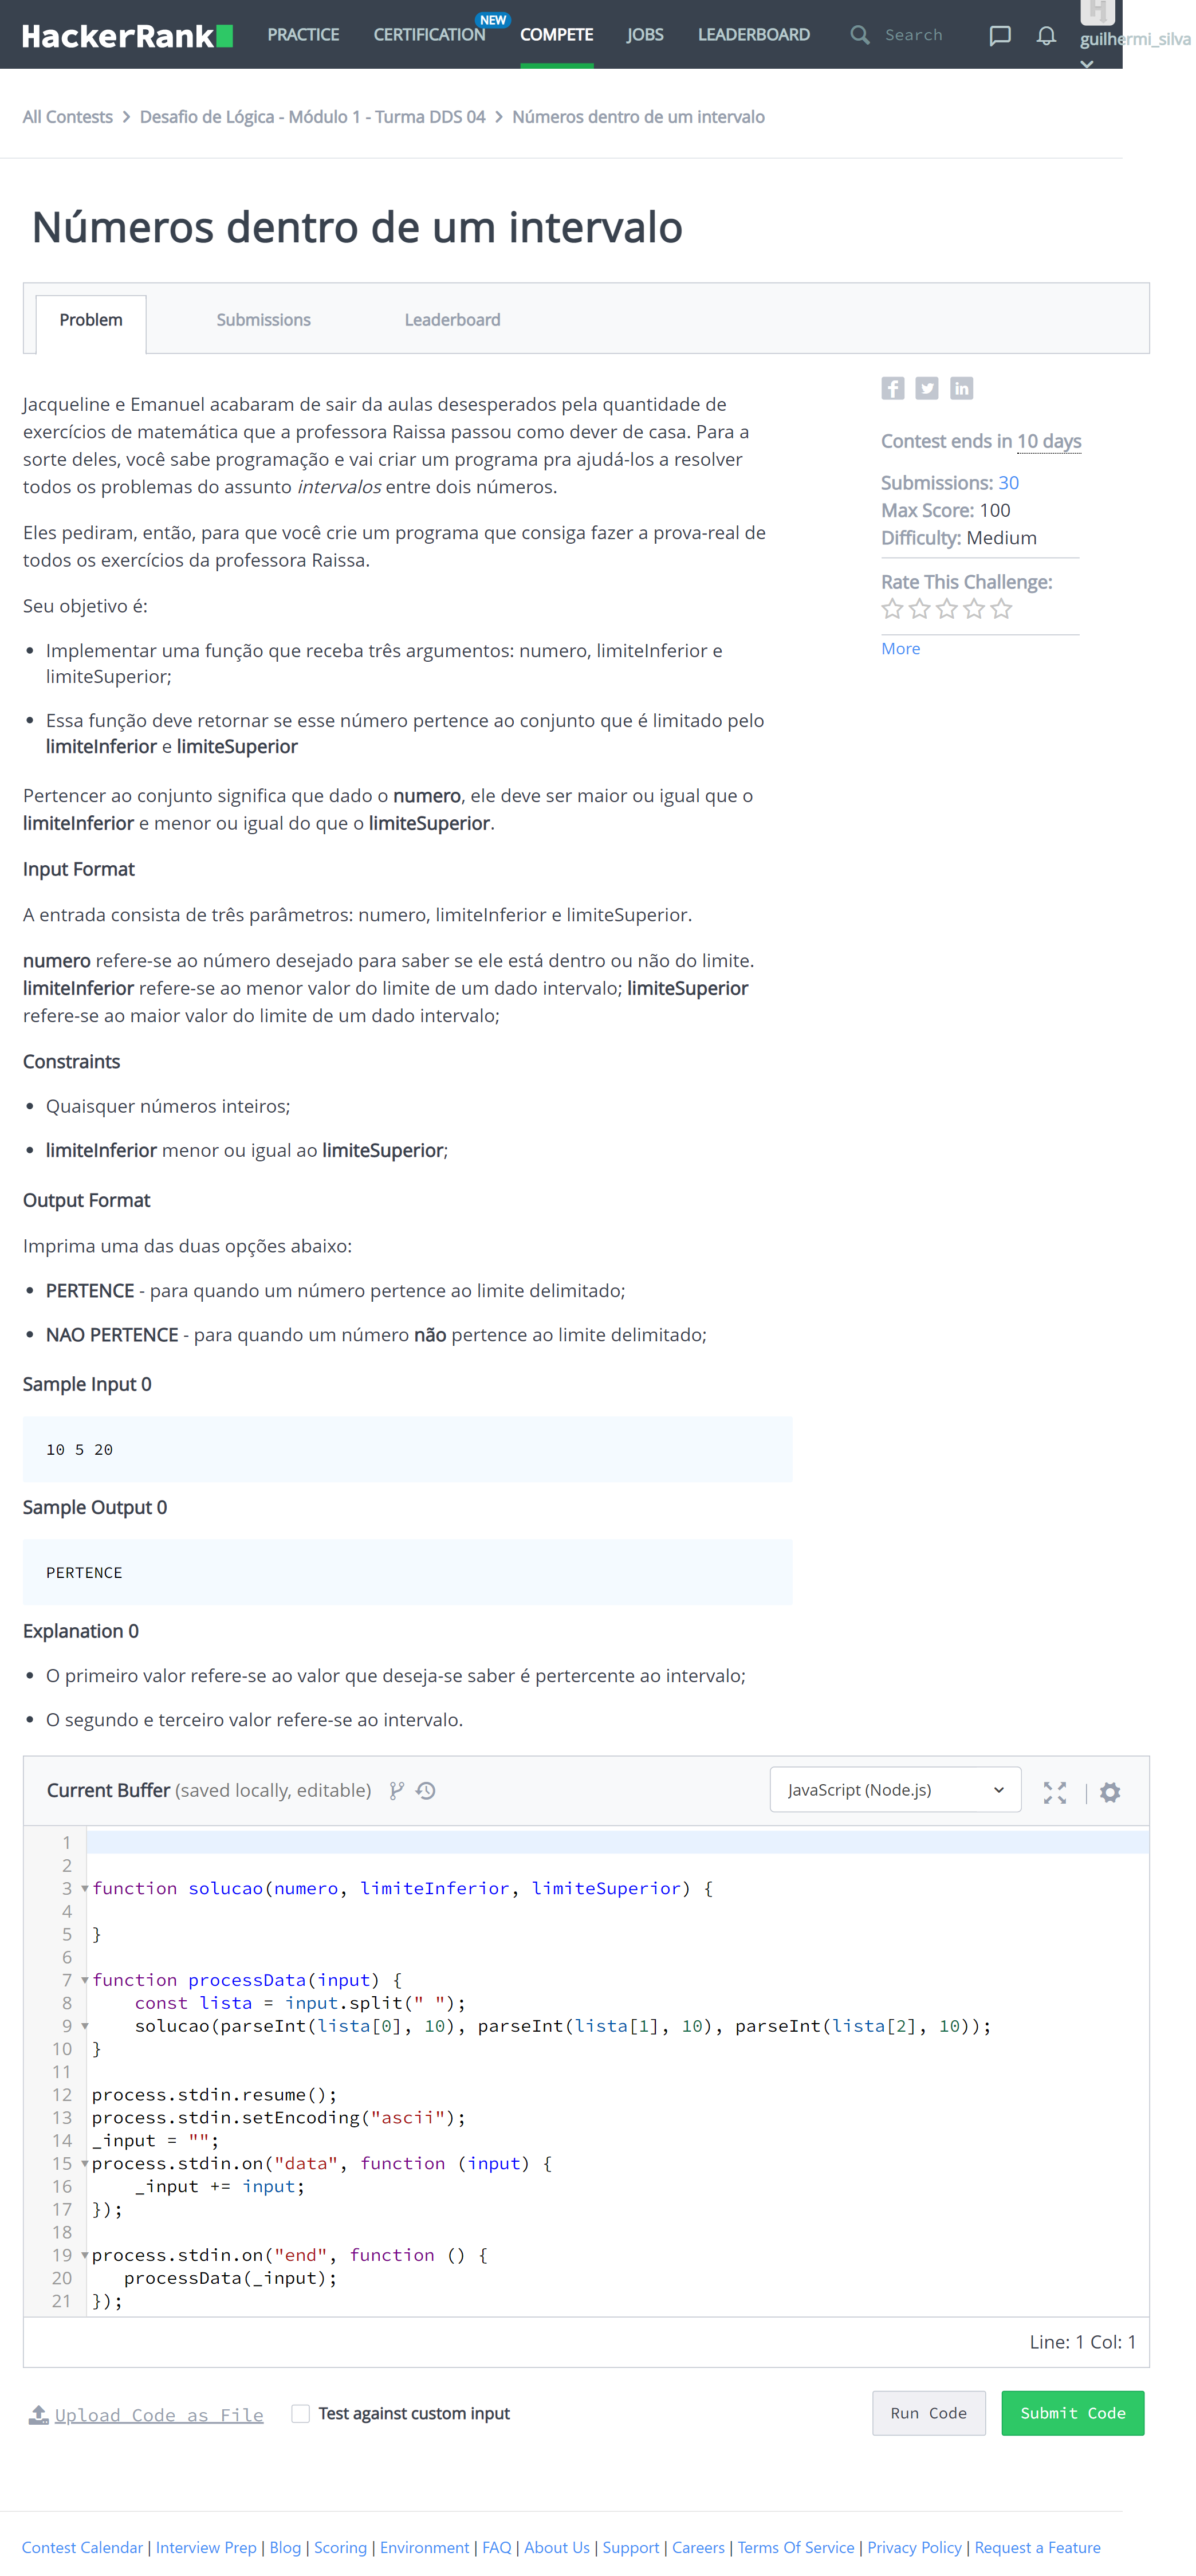 HackerRank PRACTICE CERTIFICATION NEW COMPETE JOBS LEADERBOARD Search guilhermi_silva
All Contests > Desafio de Lógica - Módulo 1 - Turma DDS 04 > Números dentro de um intervalo
Números dentro de um intervalo
Problem Submissions Leaderboard
Jacqueline e Emanuel acabaram de sair da aulas desesperados pela quantidade de
exercícios de matemática que a professora Raissa passou como dever de casa. Para a
sorte deles, você sabe programação e vai criar um programa pra ajudá-los a resolver
todos os problemas do assunto intervalos entre dois números.
Eles pediram, então, para que você crie um programa que consiga fazer a prova-real de
todos os exercícios da professora Raissa.
Seu objetivo é:
• Implementar uma função que receba três argumentos: numero, limiteInferior e
limiteSuperior;
• Essa função deve retornar se esse número pertence ao conjunto que é limitado pelo
limiteInferior e limiteSuperior
Pertencer ao conjunto significa que dado o numero, ele deve ser maior ou igual que o
limiteInferior e menor ou igual do que o limiteSuperior.
Input Format
A entrada consista de três parâmetros: numero, limiteInferior e limiteSuperior.
numero refere-se ao número desejado para saber se ele está dentro ou não do limite.
limiteInferior refere-se ao menor valor do limite de um dado intervalo; limiteSuperior
refere-se ao maior valor do limite de um dado intervalo;
Constraints
• Quaisquer números inteiros;
• limiteInferior menor ou igual ao limiteSuperior;
Output Format
Imprima uma das duas opções abaixo:
• PERTENCE - para quando um número pertence ao limite delimitado;
• NAO PERTENCE - para quando um número não pertence ao limite delimitado;
Sample Input 0
10 5 20
Sample Output 0
PERTENCE
Explanation 0
• O primeiro valor refere-se ao valor que deseja-se saber é pertercente ao intervalo;
• O segundo e terceiro valor refere-se ao intervalo.
Contest ends in 10 days
Submissions: 30
Max Score: 100
Difficulty: Medium
Rate This Challenge:
More
Current Buffer (saved locally, editable) JavaScript (Node.js)
1
2
3 function solucao(numero, limiteInferior, limiteSuperior) {
4
5 }
6
7 function processData(input) {
8     const lista = input.split(" ");
9     solucao(parseInt(lista[0], 10), parseInt(lista[1], 10), parseInt(lista[2], 10));
10 }
11
12 process.stdin.resume();
13 process.stdin.setEncoding("ascii");
14 _input = "";
15 process.stdin.on("data", function (input) {
16     _input += input;
17 });
18
19 process.stdin.on("end", function () {
20    processData(_input);
21 });
Line: 1 Col: 1
Upload Code as File Test against custom input Run Code Submit Code
Contest Calendar | Interview Prep | Blog | Scoring | Environment | FAQ | About Us | Support | Careers | Terms Of Service | Privacy Policy | Request a Feature